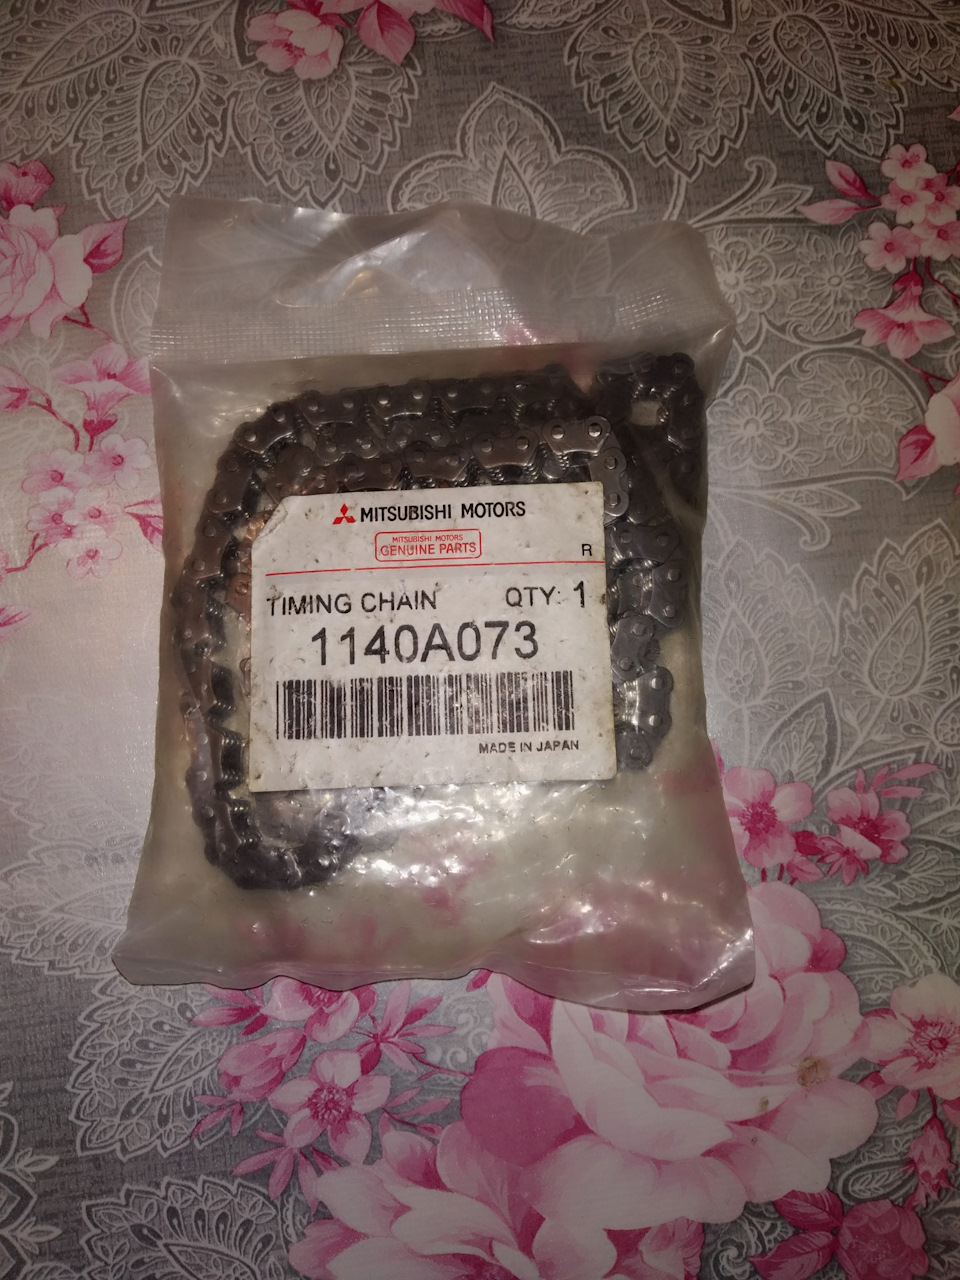 MITSUBISHI MOTORS
MITSUBISHI MOTORS
GENUINE PARTS
R
TIMING CHAIN QTY: 1
1140A073
MADE IN JAPAN